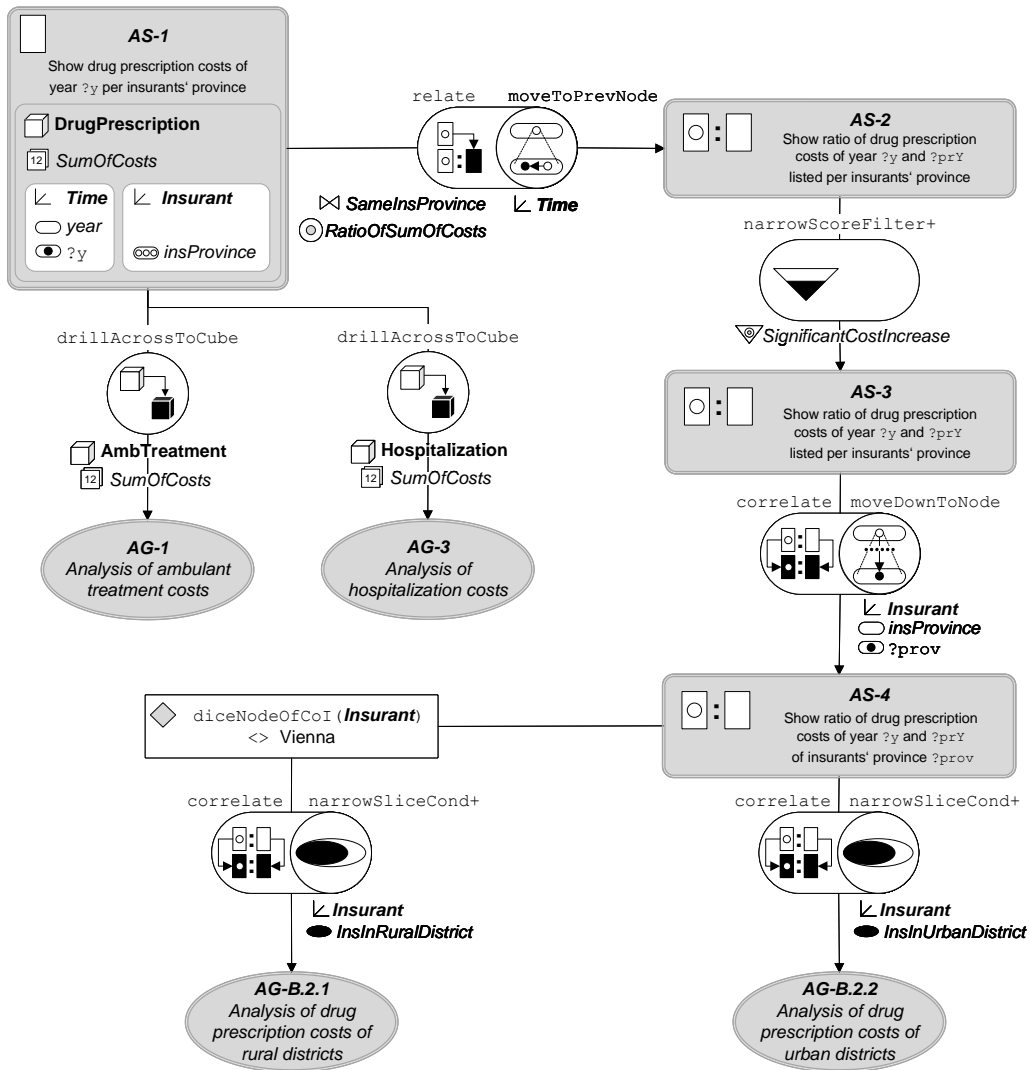 AS-1
Show drug prescription costs of
year ?y per insurants‘ province
DrugPrescription
12 SumOfCosts
Time
year
?y
Insurant
insProvince
relate moveToPrevNode
SameInsProvince
RatioOfSumOfCosts
Time
AS-2
Show ratio of drug prescription
costs of year ?y and ?prY
listed per insurants‘ province
narrowScoreFilter+
SignificantCostIncrease
drillAcrossToCube
AmbTreatment
12 SumOfCosts
AG-1
Analysis of ambulant
treatment costs
drillAcrossToCube
Hospitalization
12 SumOfCosts
AG-3
Analysis of
hospitalization costs
AS-3
Show ratio of drug prescription
costs of year ?y and ?prY
listed per insurants‘ province
correlate moveDownToNode
Insurant
insProvince
?prov
AS-4
Show ratio of drug prescription
costs of year ?y and ?prY
of insurants‘ province ?prov
diceNodeOfCoI(Insurant)
<> Vienna
correlate narrowSliceCond+
Insurant
InsInRuralDistrict
AG-B.2.1
Analysis of drug
prescription costs of
rural districts
correlate narrowSliceCond+
Insurant
InsInUrbanDistrict
AG-B.2.2
Analysis of drug
prescription costs of
urban districts